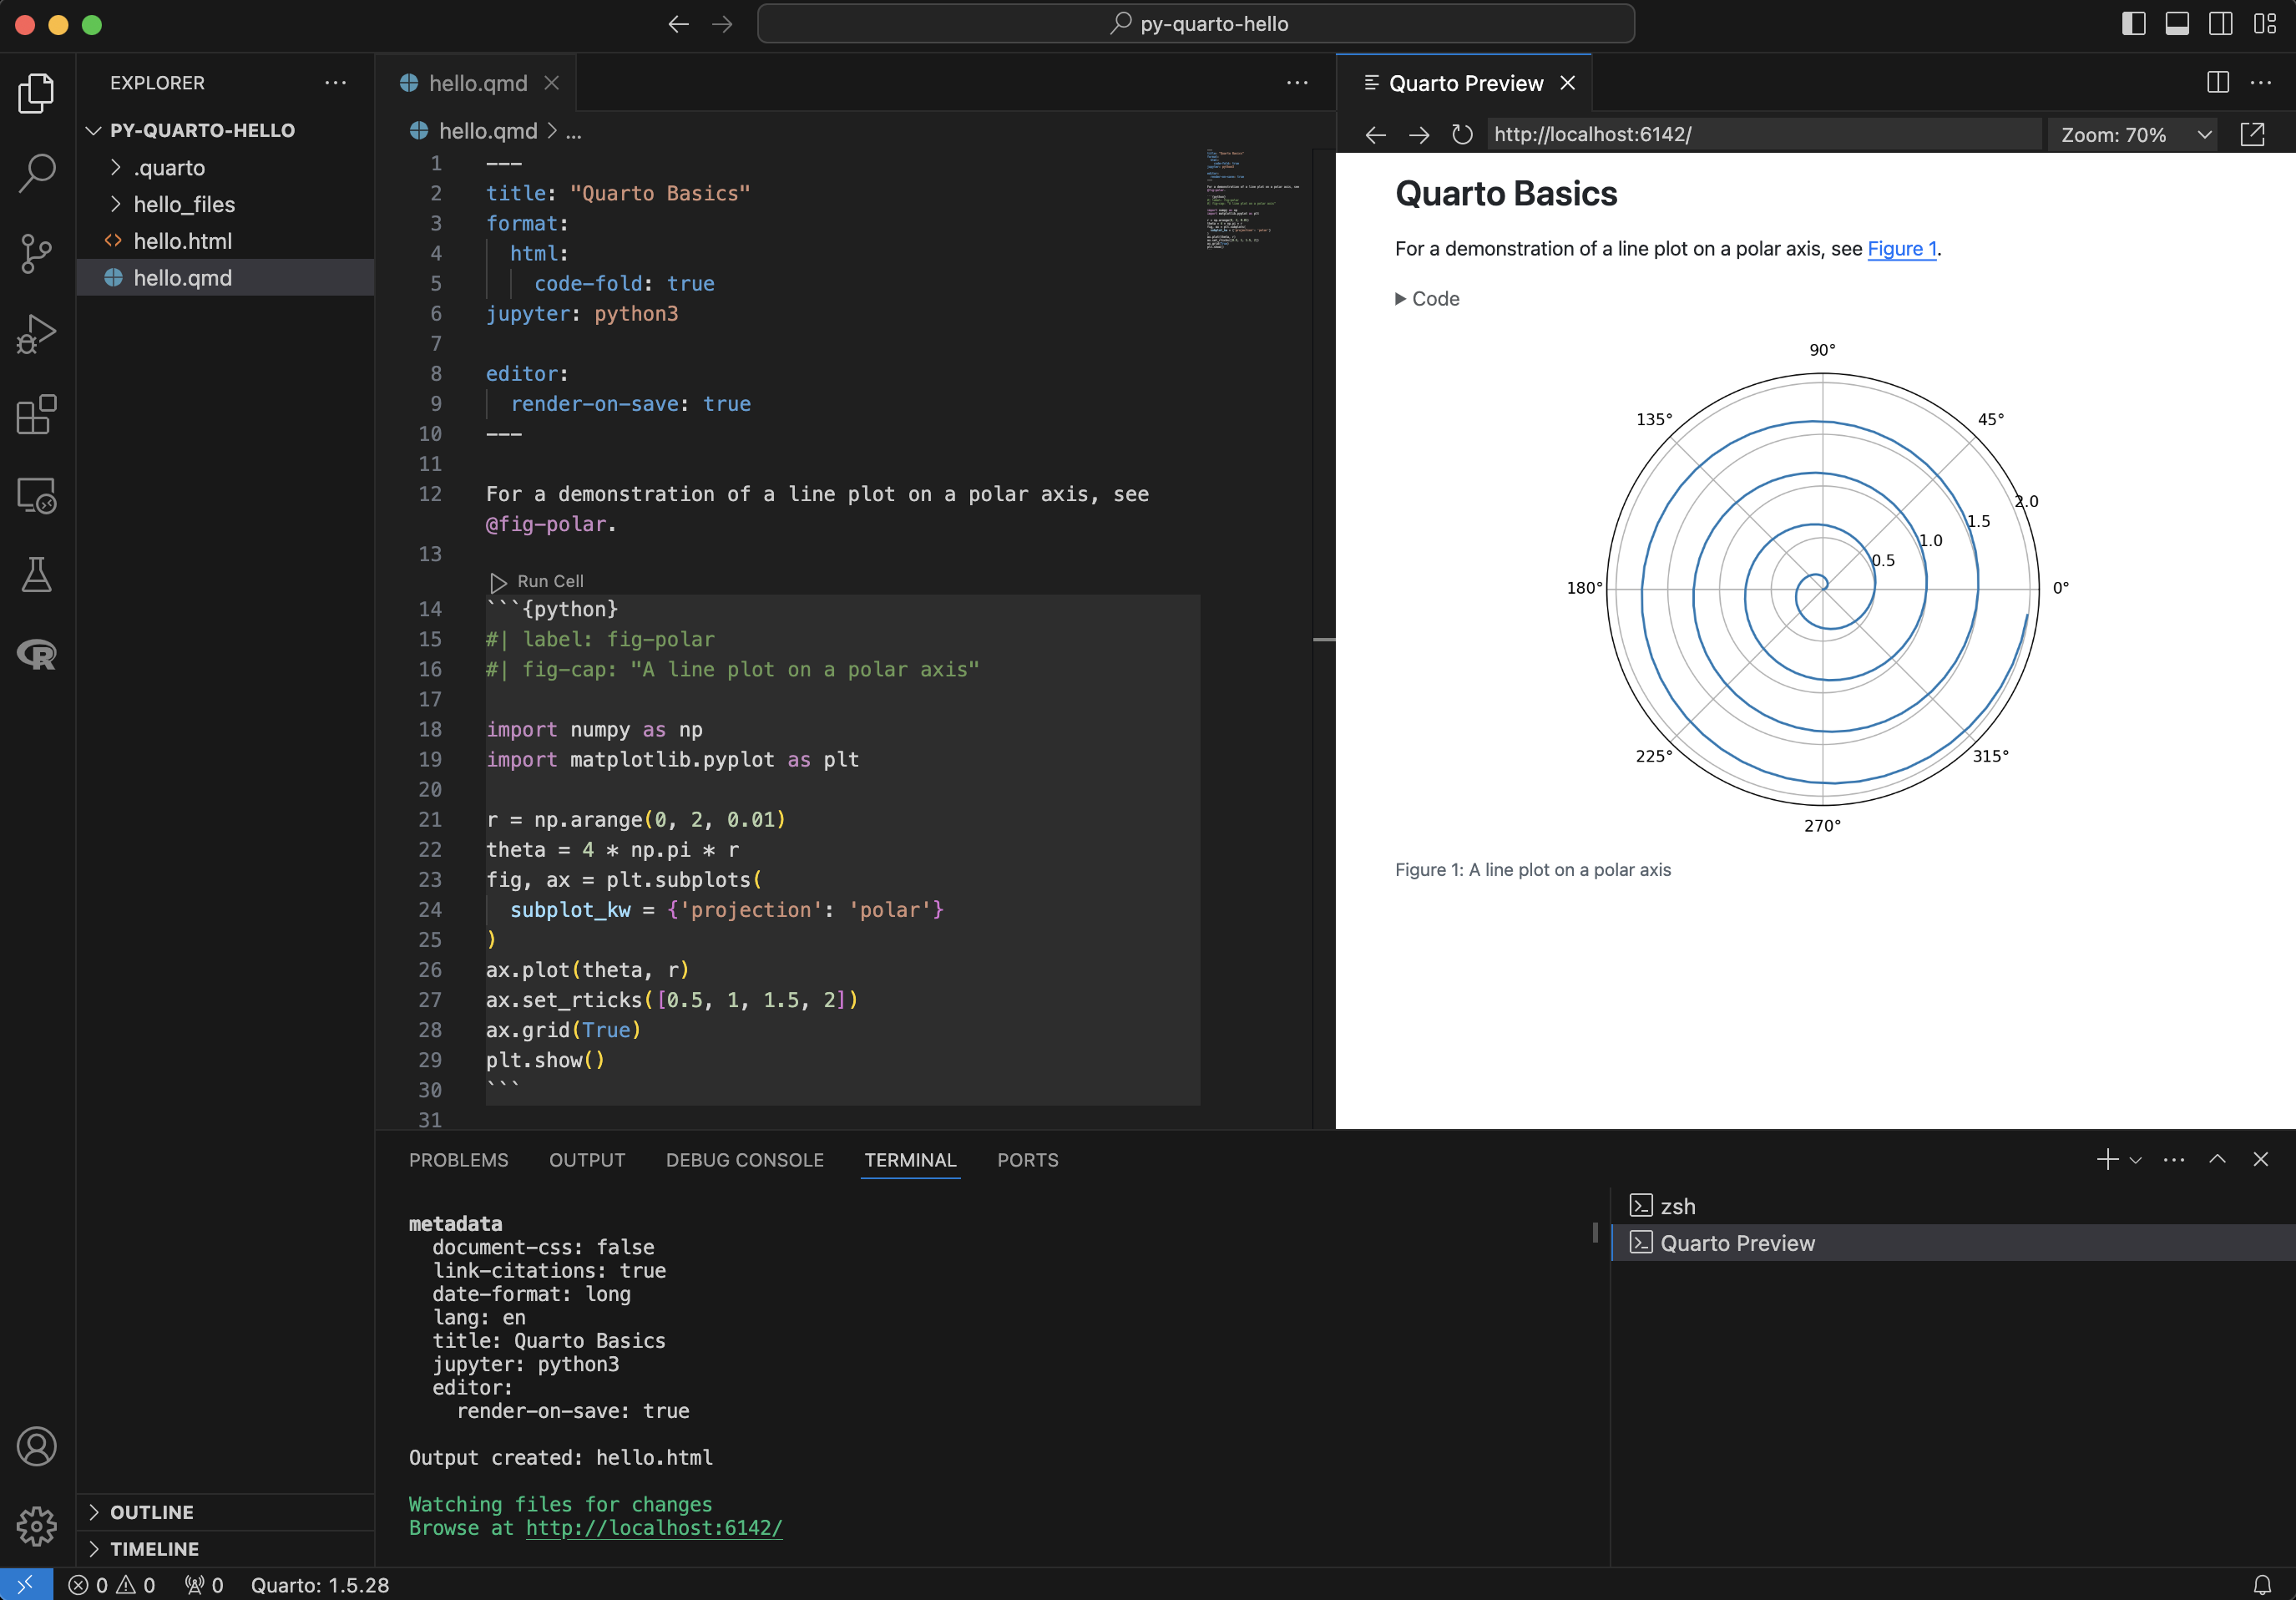 py-quarto-hello
EXPLORER
PY-QUARTO-HELLO
.quarto
hello_files
hello.html
hello.qmd
OUTLINE
TIMELINE
hello.qmd
hello.qmd > ...
1 ---
2 title: "Quarto Basics"
3 format:
4 html:
5 code-fold: true
6 jupyter: python3
7
8 editor:
9 render-on-save: true
10 ---
11
12 For a demonstration of a line plot on a polar axis, see
@fig-polar.
13
Run Cell
14 ```{python}
15 #| label: fig-polar
16 #| fig-cap: "A line plot on a polar axis"
17
18 import numpy as np
19 import matplotlib.pyplot as plt
20
21 r = np.arange(0, 2, 0.01)
22 theta = 4 * np.pi * r
23 fig, ax = plt.subplots(
24 subplot_kw = {'projection': 'polar'}
25 )
26 ax.plot(theta, r)
27 ax.set_rticks([0.5, 1, 1.5, 2])
28 ax.grid(True)
29 plt.show()
30 ```
31
Quarto Preview
http://localhost:6142/
Zoom: 70%
Quarto Basics
For a demonstration of a line plot on a polar axis, see Figure 1.
Code
90°
135°
45°
2.0
1.5
1.0
0.5
180°
0°
225°
315°
270°
Figure 1: A line plot on a polar axis
PROBLEMS OUTPUT DEBUG CONSOLE TERMINAL PORTS
metadata
document-css: false
link-citations: true
date-format: long
lang: en
title: Quarto Basics
jupyter: python3
editor:
render-on-save: true
Output created: hello.html
Watching files for changes
Browse at http://localhost:6142/
zsh
Quarto Preview
0 0 0 Quarto: 1.5.28